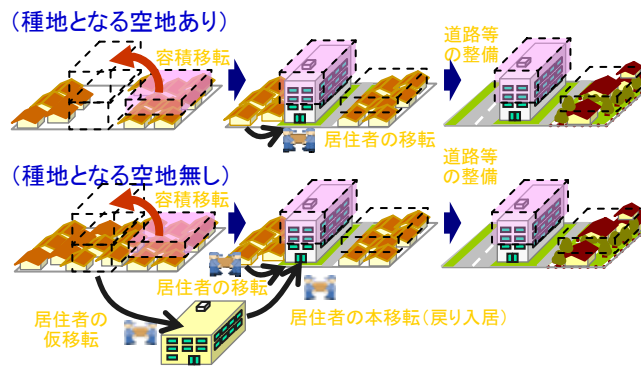 (種地となる空地あり)
容積移転
居住者の移転
道路等
の整備
(種地となる空地無し)
容積移転
居住者の移転
道路等
の整備
居住者の
仮移転
居住者の本移転(戻り入居)